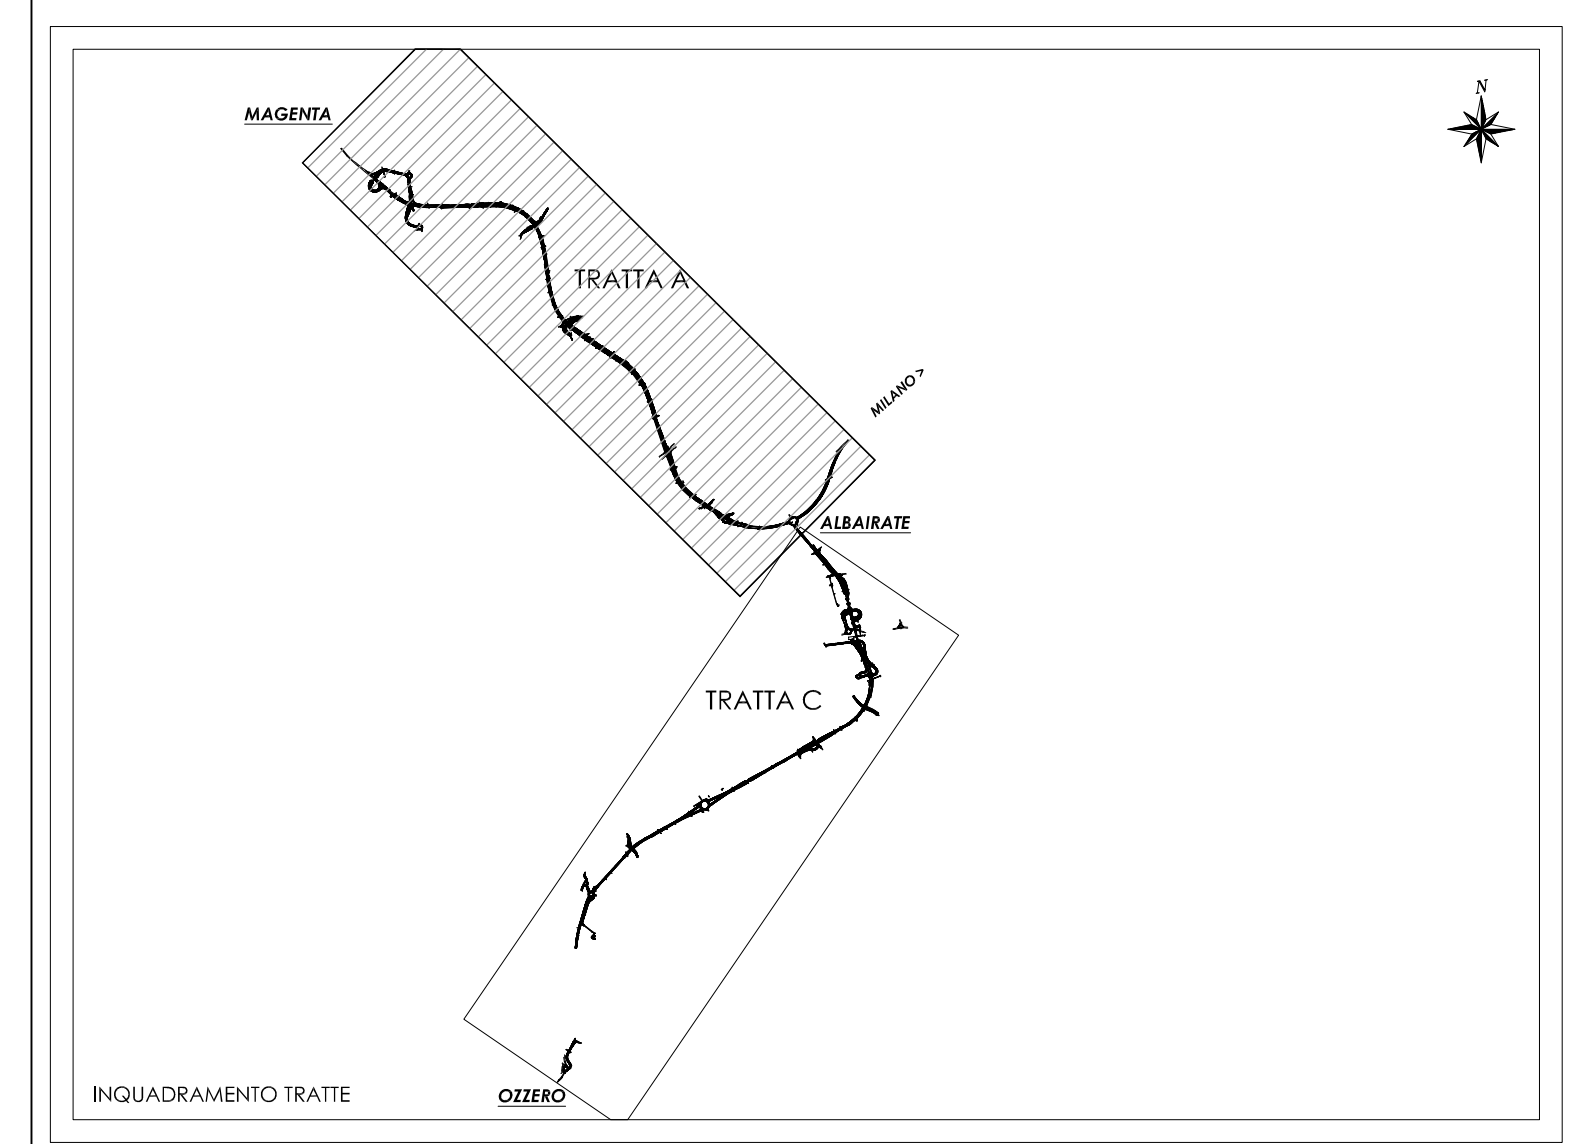 N
MAGENTA
TRATTA A
MILANO >
ALBAIRATE
TRATTA C
INQUADRAMENTO TRATTE
OZZERO